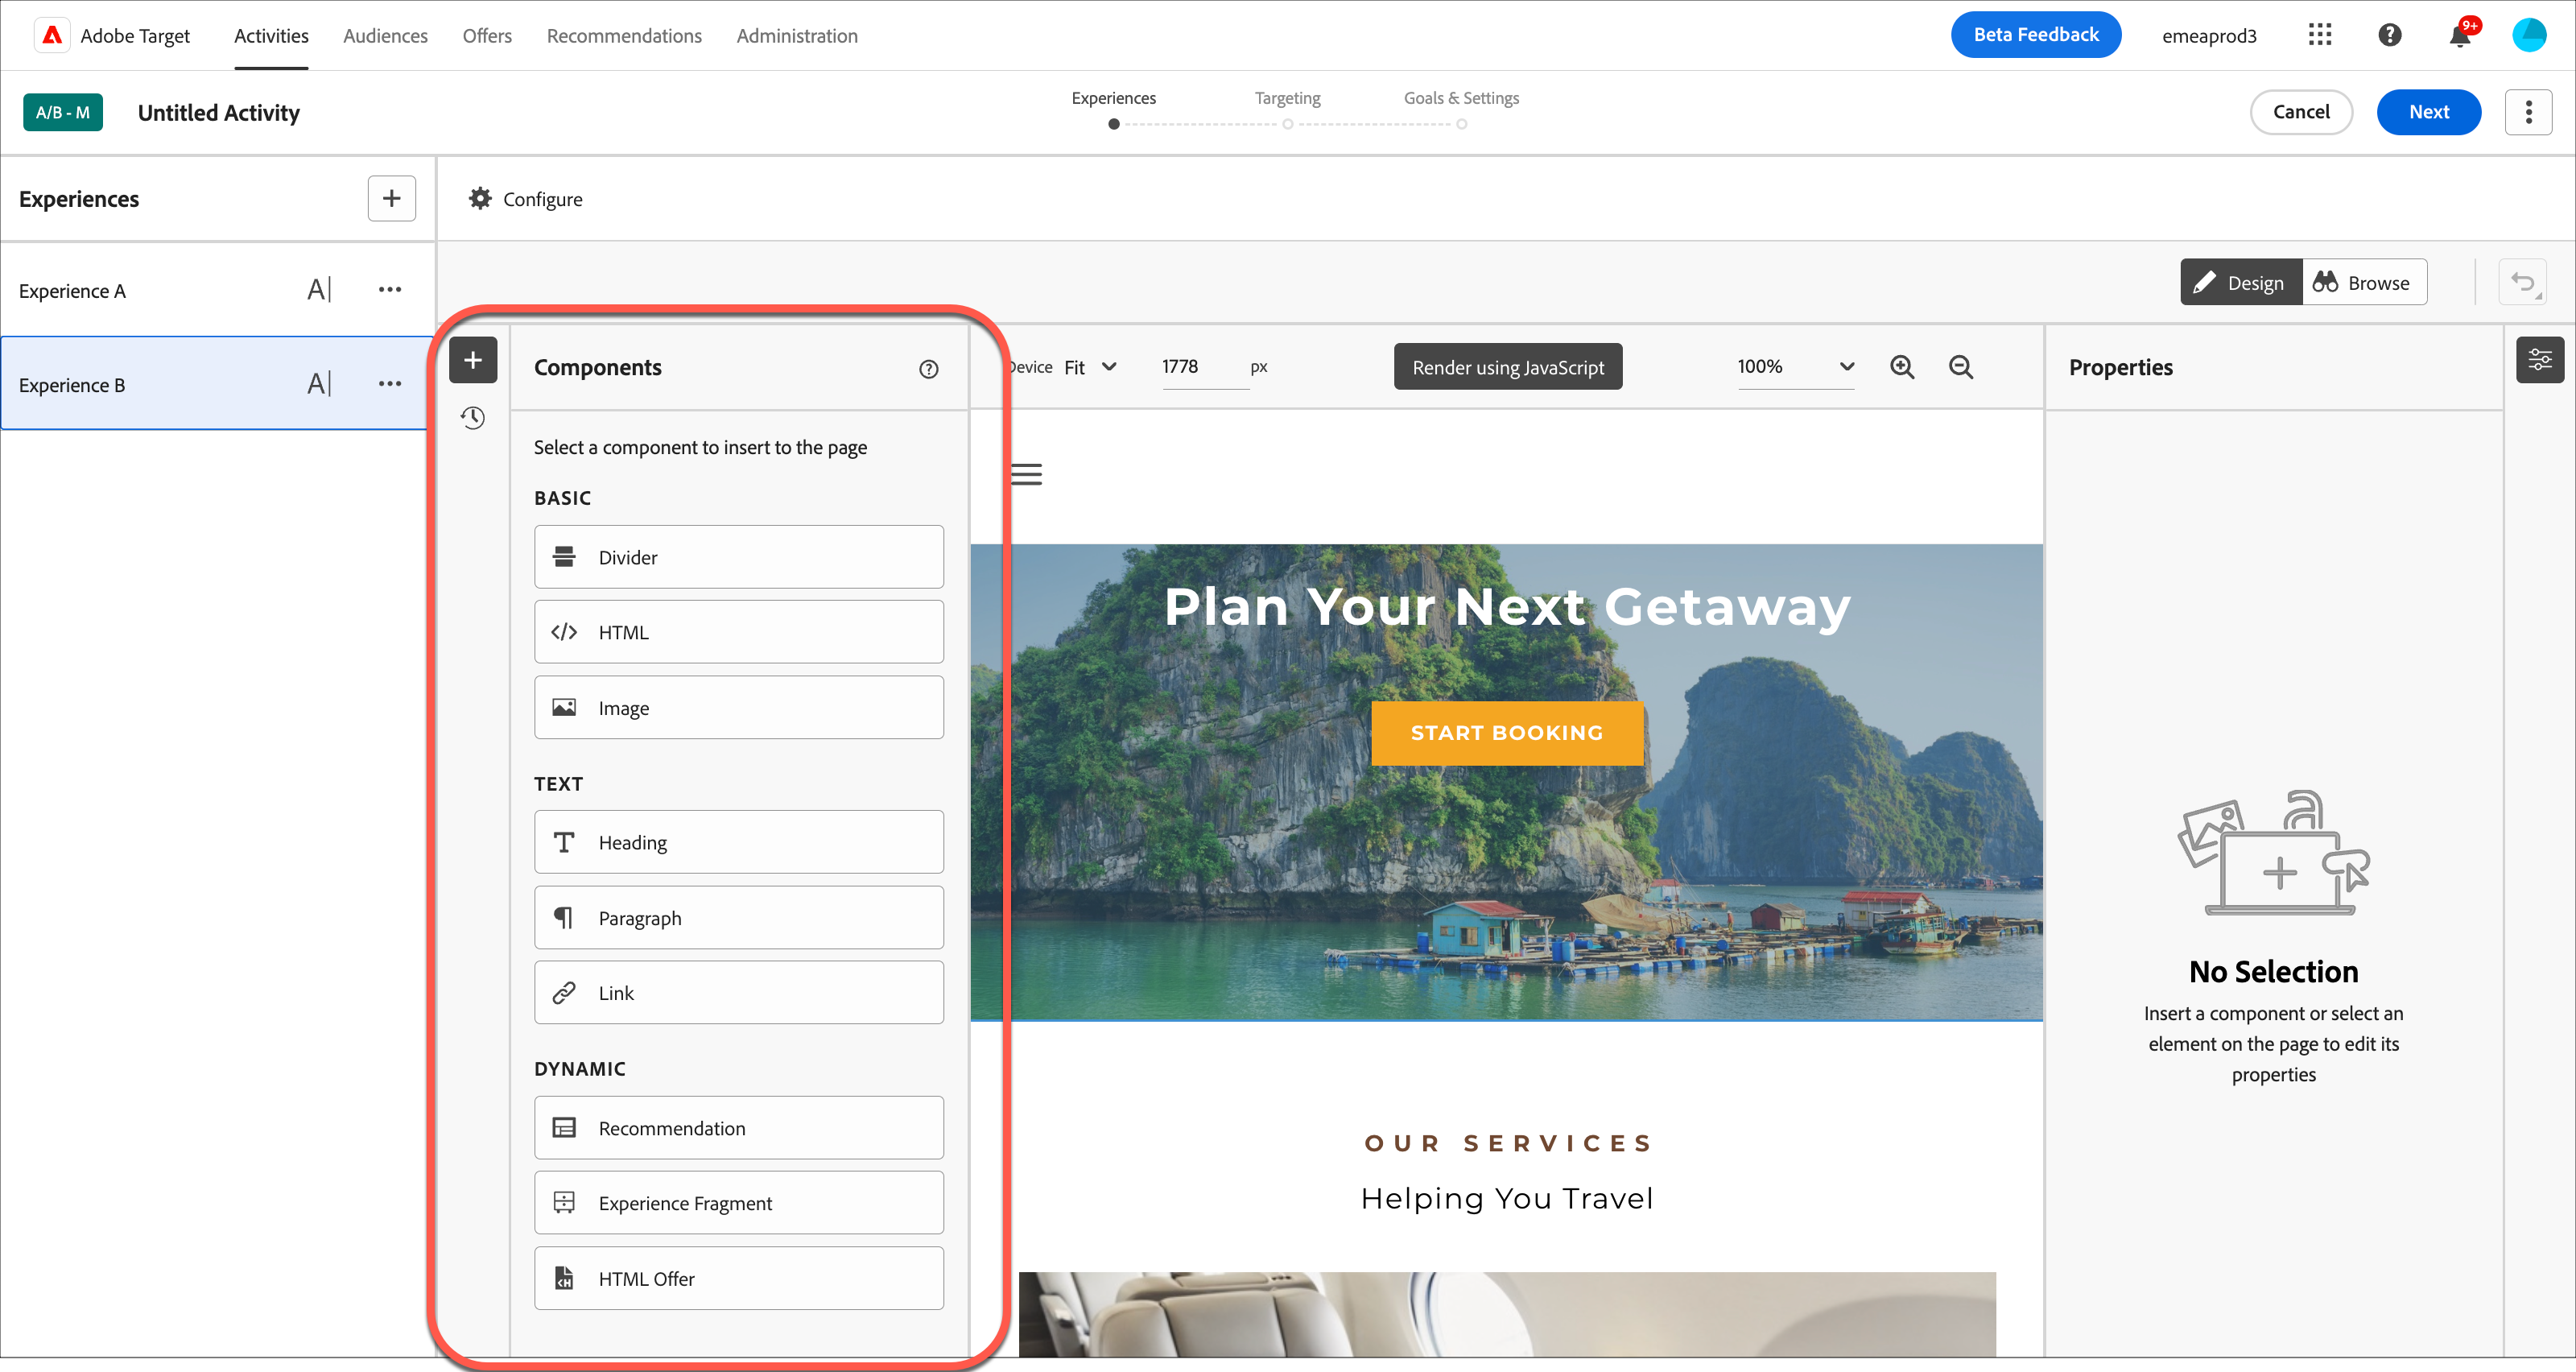 Adobe Target Activities Audiences Offers Recommendations Administration Beta Feedback emeaprod3 9+
A/B - M Untitled Activity Experiences Targeting Goals & Settings Cancel Next
Experiences Configure
Experience A A|
Design Browse
Experience B A|
Components
Device Fit 1778 px Render using JavaScript 100%
Properties
Select a component to insert to the page
BASIC
Divider
HTML
Image
TEXT
Heading
Paragraph
Link
DYNAMIC
Recommendation
Experience Fragment
HTML Offer
Plan Your Next Getaway
START BOOKING
OUR SERVICES
Helping You Travel
No Selection
Insert a component or select an
element on the page to edit its
properties